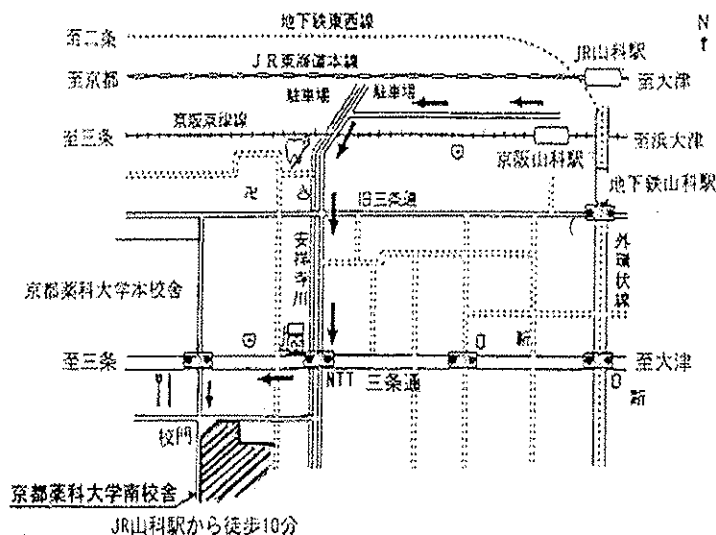 地下鉄東西線
N
至二条
JR山科駅
JR東海道本線
至京都
至大津
駐車場
駐車場
京阪京津線
至三条
至浜大津
京阪山科駅
地下鉄山科駅
卍
旧三条通
安祥寺川
外環状線
京都薬科大学本校舎
至三条
至大津
NTT
三条通
校門
京都薬科大学南校舎
JR山科駅から徒歩10分